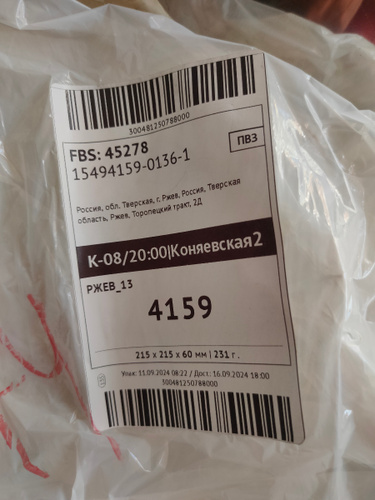 300481250788000
FBS: 45278
ПВЗ
15494159-0136-1
Россия, обл. Тверская, г. Ржев, Россия, Тверская
область, Ржев, Торопецкий тракт, 2Д
К-08/20:00|Коняевская2
РЖЕВ_13
4159
215 x 215 x 60 мм | 231 г.
Упак: 11.09.2024 08:22 / Дост: 16.09.2024 18:00
300481250788000